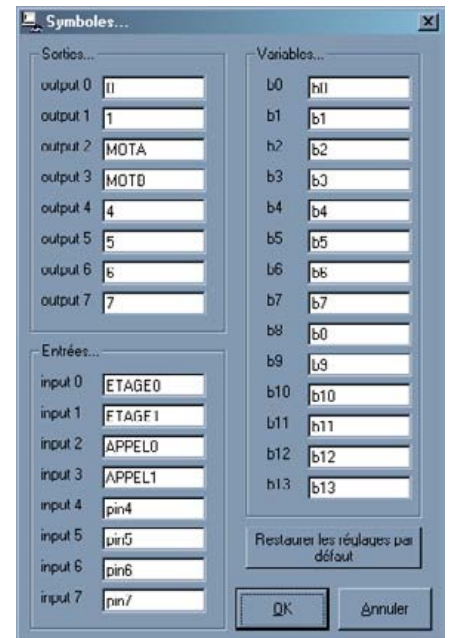 Symboles...
Sorties...
output 0 0
output 1 1
output 2 MOTA
output 3 MOTB
output 4 4
output 5 5
output 6 6
output 7 7
Entrées...
input 0 ETAGE0
input 1 ETAGE1
input 2 APPEL0
input 3 APPEL1
input 4 pin4
input 5 pin5
input 6 pin6
input 7 pin7
Variables...
b0 b0
b1 b1
b2 b2
b3 b3
b4 b4
b5 b5
b6 b6
b7 b7
b8 b8
b9 b9
b10 b10
b11 b11
b12 b12
b13 b13
Restaurer les réglages par
défaut
OK
Annuler